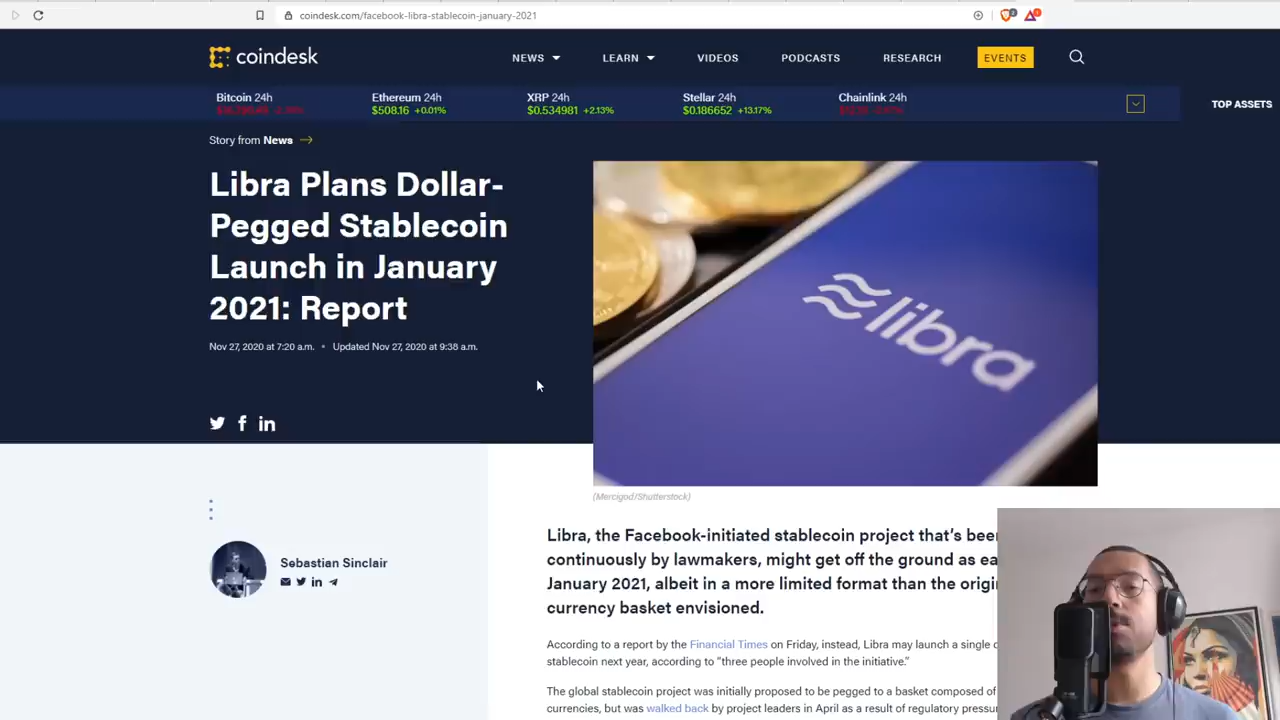 coindesk.com/facebook-libra-stablecoin-january-2021
coindesk
NEWS LEARN VIDEOS PODCASTS RESEARCH EVENTS
Bitcoin 24h Ethereum 24h XRP 24h Stellar 24h Chainlink 24h
$508.16 +0.01% $0.534981 +2.13% $0.186652 +13.17%
TOP ASSETS
Story from News
Libra Plans Dollar-
Pegged Stablecoin
Launch in January
2021: Report
Nov 27, 2020 at 7:20 a.m. • Updated Nov 27, 2020 at 9:38 a.m.
libra
(Mercigod/Shutterstock)
Sebastian Sinclair
Libra, the Facebook-initiated stablecoin project that's been
continuously by lawmakers, might get off the ground as ea
January 2021, albeit in a more limited format than the origi
currency basket envisioned.
According to a report by the Financial Times on Friday, instead, Libra may launch a single c
stablecoin next year, according to "three people involved in the initiative."
The global stablecoin project was initially proposed to be pegged to a basket composed of
currencies, but was walked back by project leaders in April as a result of regulatory pressu